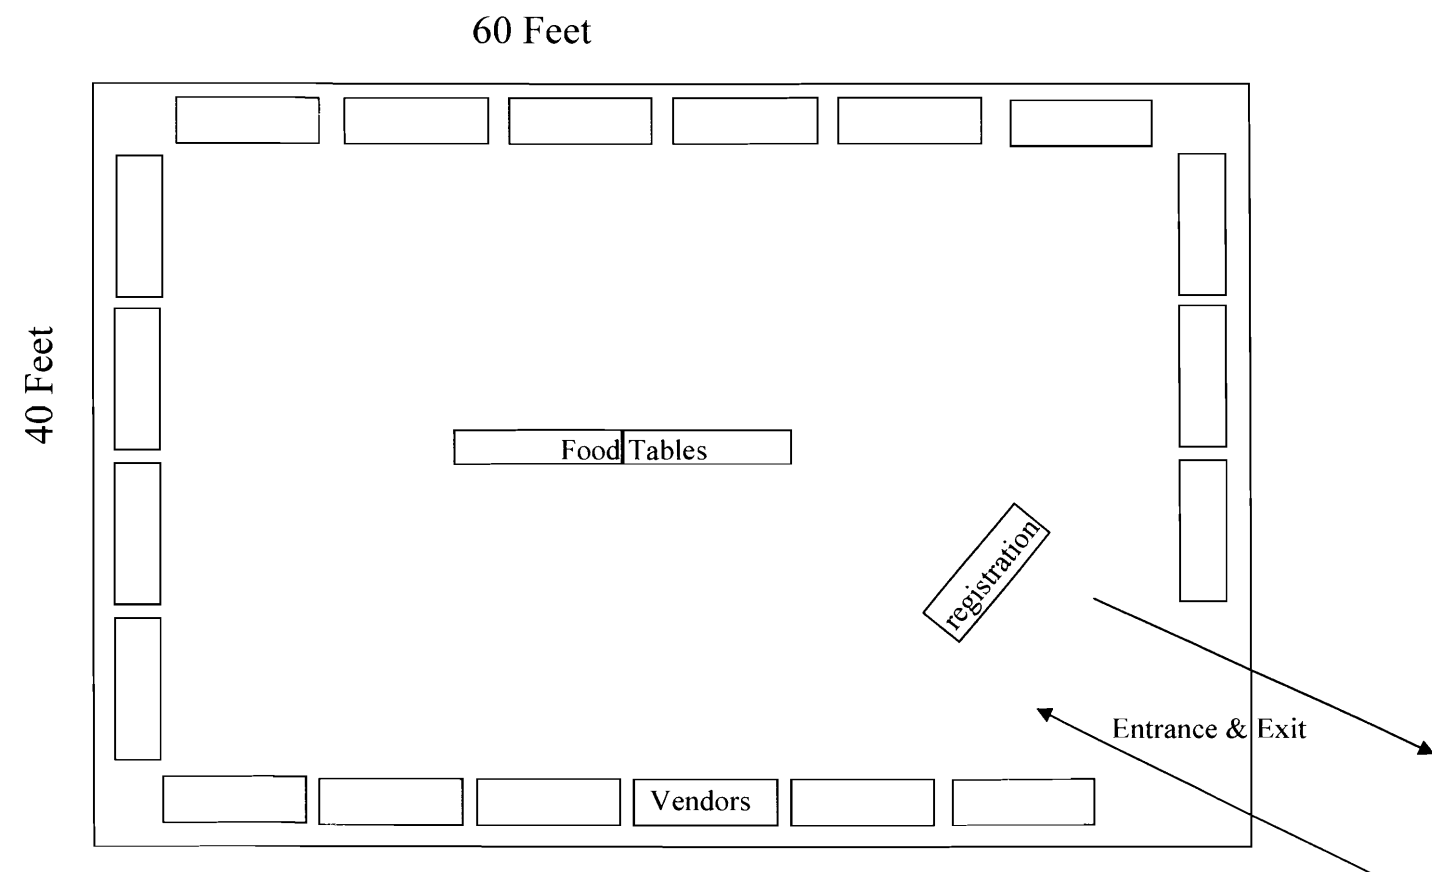 60 Feet
40 Feet
Food Tables
registration
Entrance & Exit
Vendors